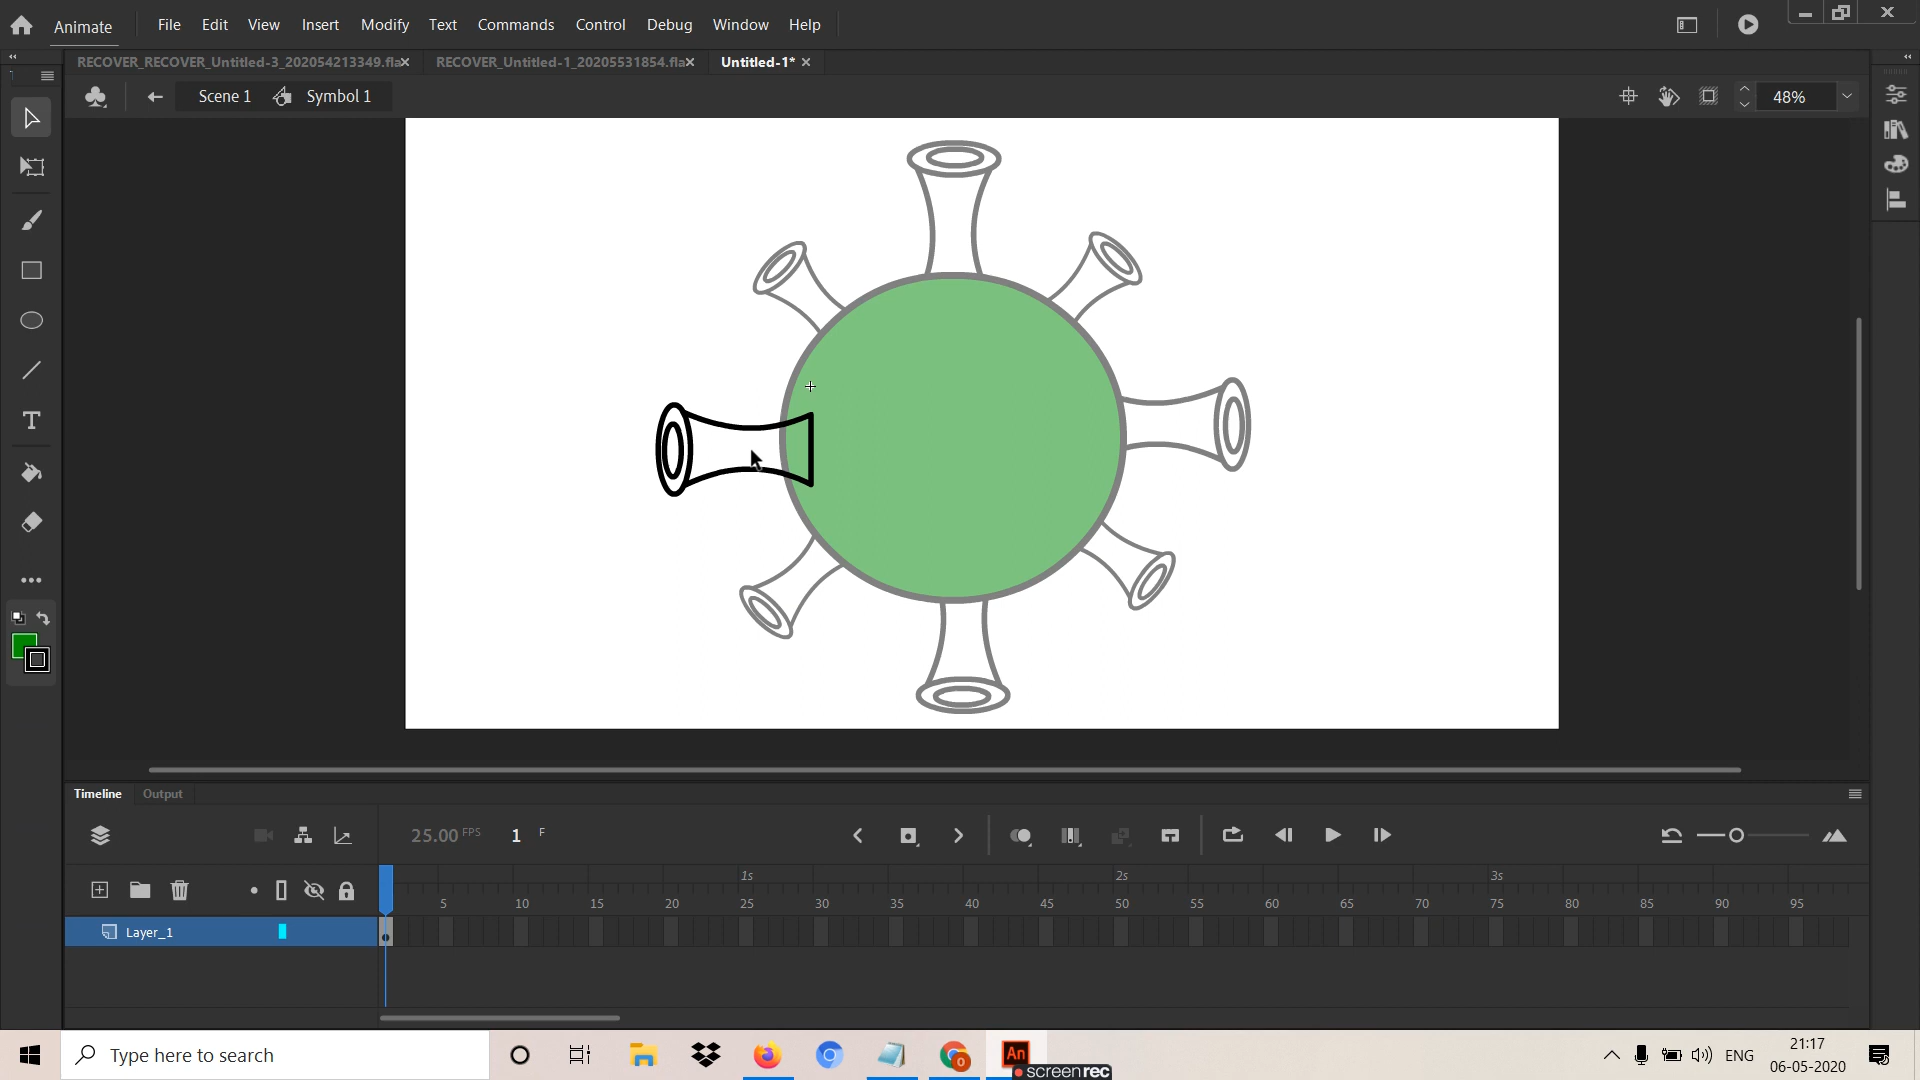 Animate
File Edit View Insert Modify Text Commands Control Debug Window Help
RECOVER_RECOVER_Untitled-3_202054213349.fla
RECOVER_Untitled-1_20205531854.fla
Untitled-1*
Scene 1
Symbol 1
48%
Timeline
Output
25.00 FPS
1 F
1s 2s 3s
5 10 15 20 25 30 35 40 45 50 55 60 65 70 75 80 85 90 95
Layer_1
Type here to search
An
screenrec
ENG
21:17
06-05-2020